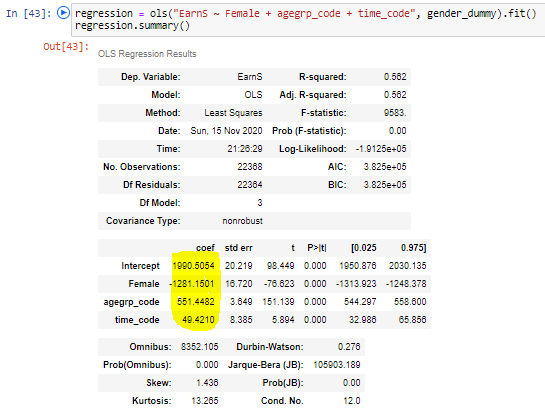 In [43]: regression = ols("EarnS ~ Female + agegrp_code + time_code", gender_dummy).fit()
regression.summary()
Out[43]: OLS Regression Results
Dep. Variable: EarnS R-squared: 0.562
Model: OLS Adj. R-squared: 0.562
Method: Least Squares F-statistic: 9583.
Date: Sun, 15 Nov 2020 Prob (F-statistic): 0.00
Time: 21:26:29 Log-Likelihood: -1.9125e+05
No. Observations: 22368 AIC: 3.825e+05
Df Residuals: 22364 BIC: 3.825e+05
Df Model: 3
Covariance Type: nonrobust
coef std err t P>|t| [0.025 0.975]
Intercept 1990.5054 20.219 98.449 0.000 1950.876 2030.135
Female -1281.1501 16.720 -76.623 0.000 -1313.923 -1248.378
agegrp_code 551.4482 3.649 151.139 0.000 544.297 558.600
time_code 49.4210 8.385 5.894 0.000 32.986 65.856
Omnibus: 8352.105 Durbin-Watson: 0.276
Prob(Omnibus): 0.000 Jarque-Bera (JB): 105903.189
Skew: 1.436 Prob(JB): 0.00
Kurtosis: 13.265 Cond. No. 12.0